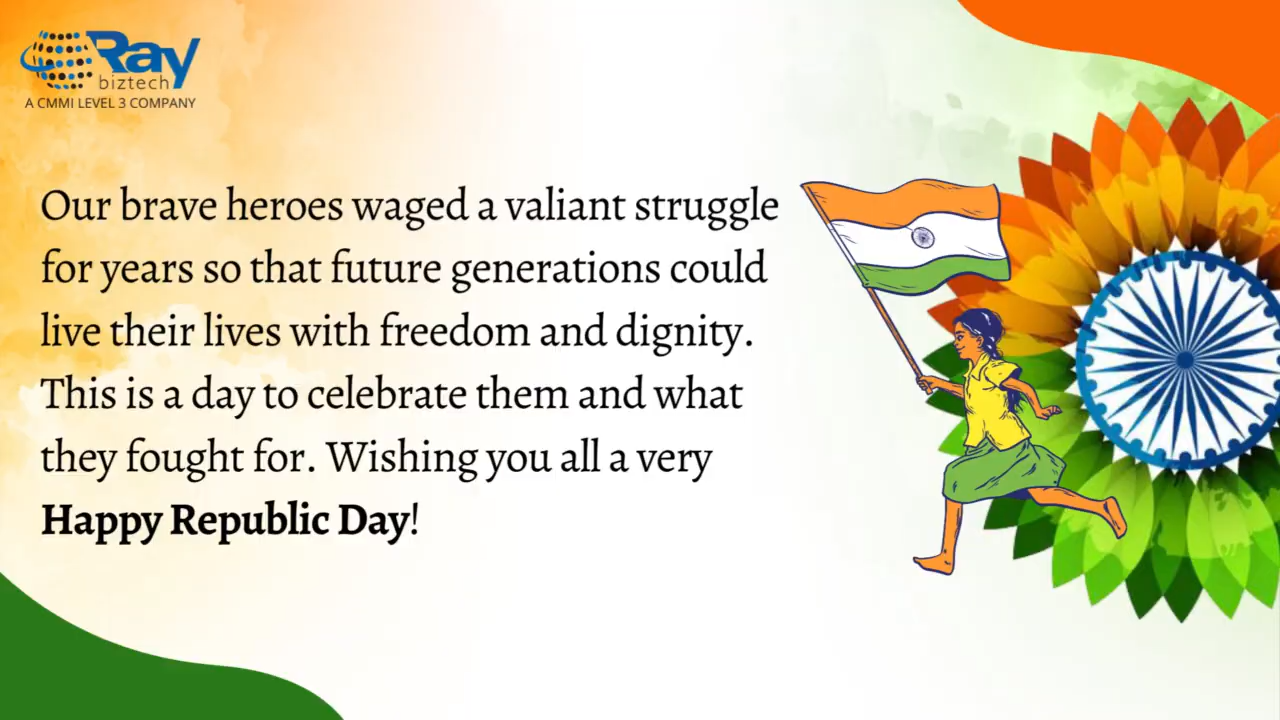 Ray
biztech
A CMMI LEVEL 3 COMPANY
Our brave heroes waged a valiant struggle
for years so that future generations could
live their lives with freedom and dignity.
This is a day to celebrate them and what
they fought for. Wishing you all a very
Happy Republic Day!